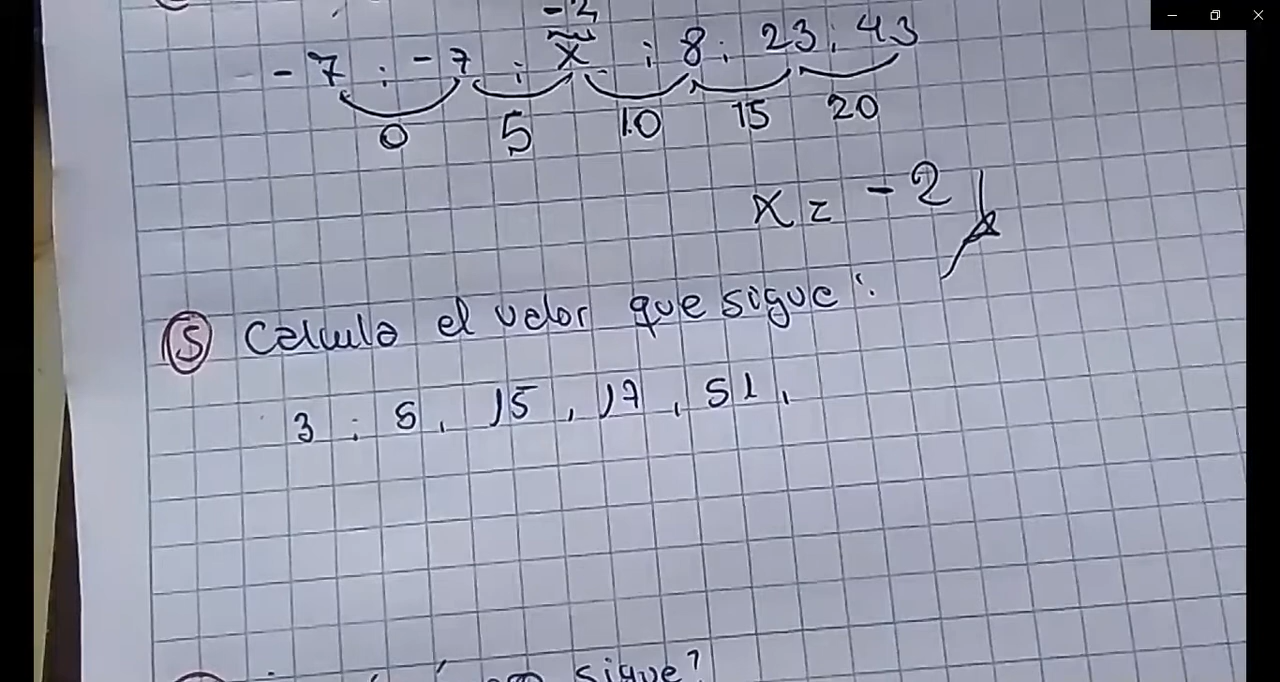 -2
-7 ; -7 ; x ; 8 ; 23 ; 43
0 5 10 15 20
x = -2
5 Calcula el valor que sigue:
3 ; 5 , 15 , 17 , 51 ,
sigue?